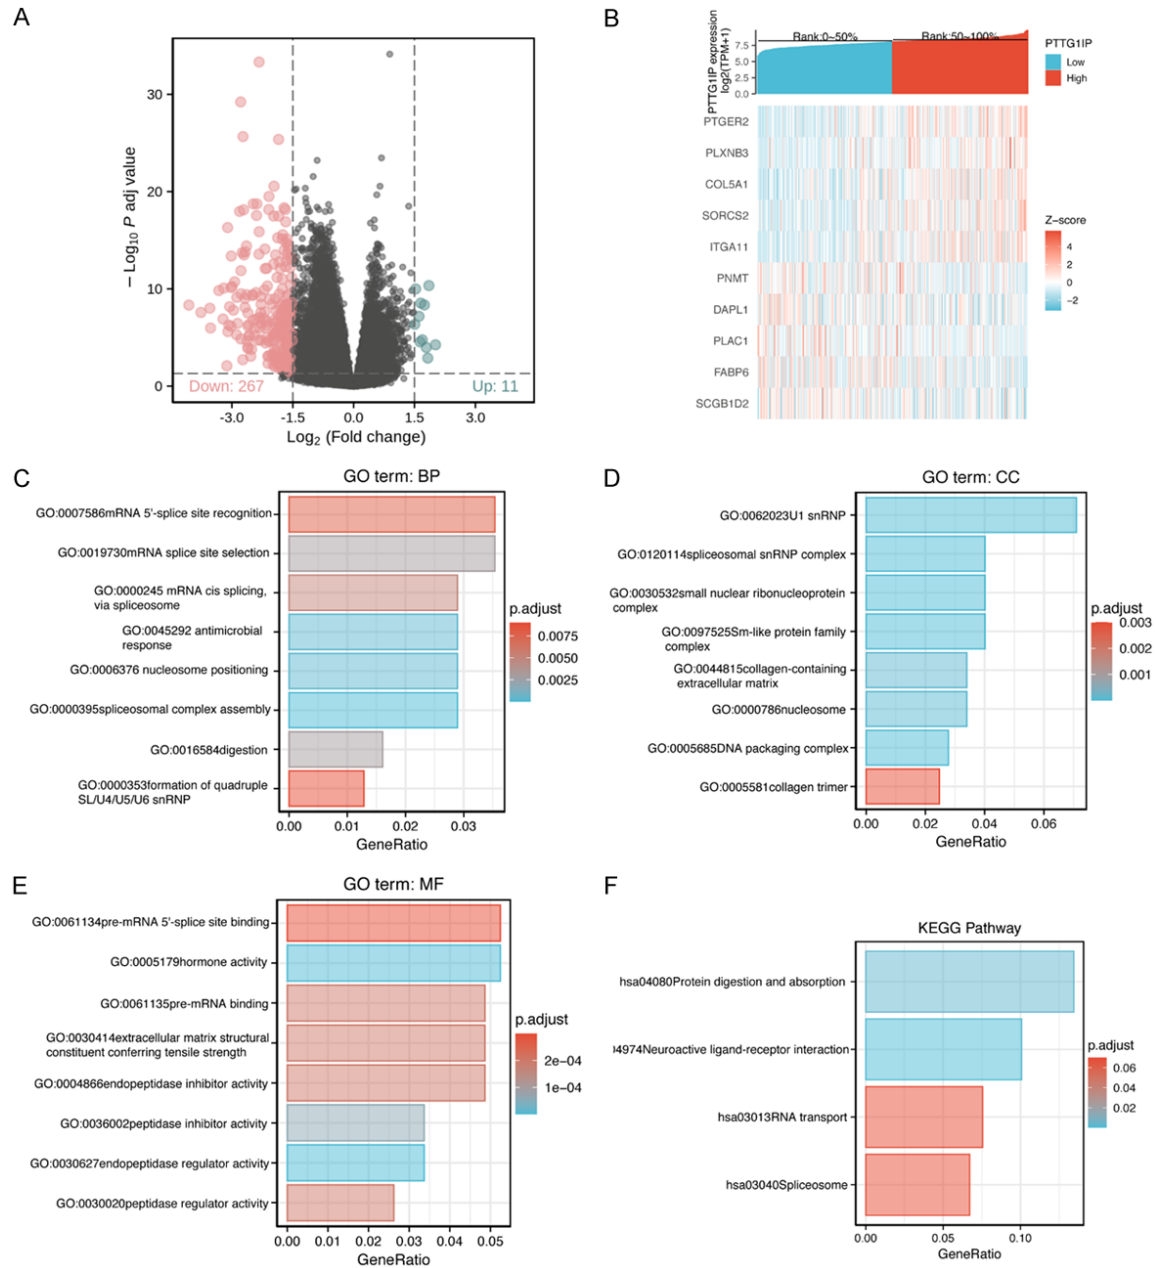 A
– Log10 P adj value
30
20
10
0
Down: 267
Up: 11
-3.0
-1.5
0.0
1.5
3.0
Log2 (Fold change)
B
PTTG1IP expression
log2(TPM+1)
7.5
5.0
2.5
0.0
Rank:0~50%
Rank:50~100%
PTTG1IP
Low
High
PTGER2
PLXNB3
COL5A1
SORCS2
ITGA11
PNMT
DAPL1
PLAC1
FABP6
SCGB1D2
Z-score
4
2
0
−2
C
GO term: BP
GO:0007586mRNA 5'-splice site recognition
GO:0019730mRNA splice site selection
GO:0000245 mRNA cis splicing,
via spliceosome
GO:0045292 antimicrobial
response
GO:0006376 nucleosome positioning
GO:0000395spliceosomal complex assembly
GO:0016584digestion
GO:0000353formation of quadruple
SL/U4/U5/U6 snRNP
0.00
0.01
0.02
0.03
GeneRatio
p.adjust
0.0075
0.0050
0.0025
D
GO term: CC
GO:0062023U1 snRNP
GO:0120114spliceosomal snRNP complex
GO:0030532small nuclear ribonucleoprotein
complex
GO:0097525Sm-like protein family
complex
GO:0044815collagen-containing
extracellular matrix
GO:0000786nucleosome
GO:0005685DNA packaging complex
GO:0005581collagen trimer
0.00
0.02
0.04
0.06
GeneRatio
p.adjust
0.003
0.002
0.001
E
GO term: MF
GO:0061134pre-mRNA 5'-splice site binding
GO:0005179hormone activity
GO:0061135pre-mRNA binding
GO:0030414extracellular matrix structural
constituent conferring tensile strength
GO:0004866endopeptidase inhibitor activity
GO:0036002peptidase inhibitor activity
GO:0030627endopeptidase regulator activity
GO:0030020peptidase regulator activity
0.00
0.01
0.02
0.03
0.04
0.05
GeneRatio
p.adjust
2e-04
1e-04
F
KEGG Pathway
hsa04080Protein digestion and absorption
4974Neuroactive ligand-receptor interaction
hsa03013RNA transport
hsa03040Spliceosome
0.00
0.05
0.10
GeneRatio
p.adjust
0.06
0.04
0.02